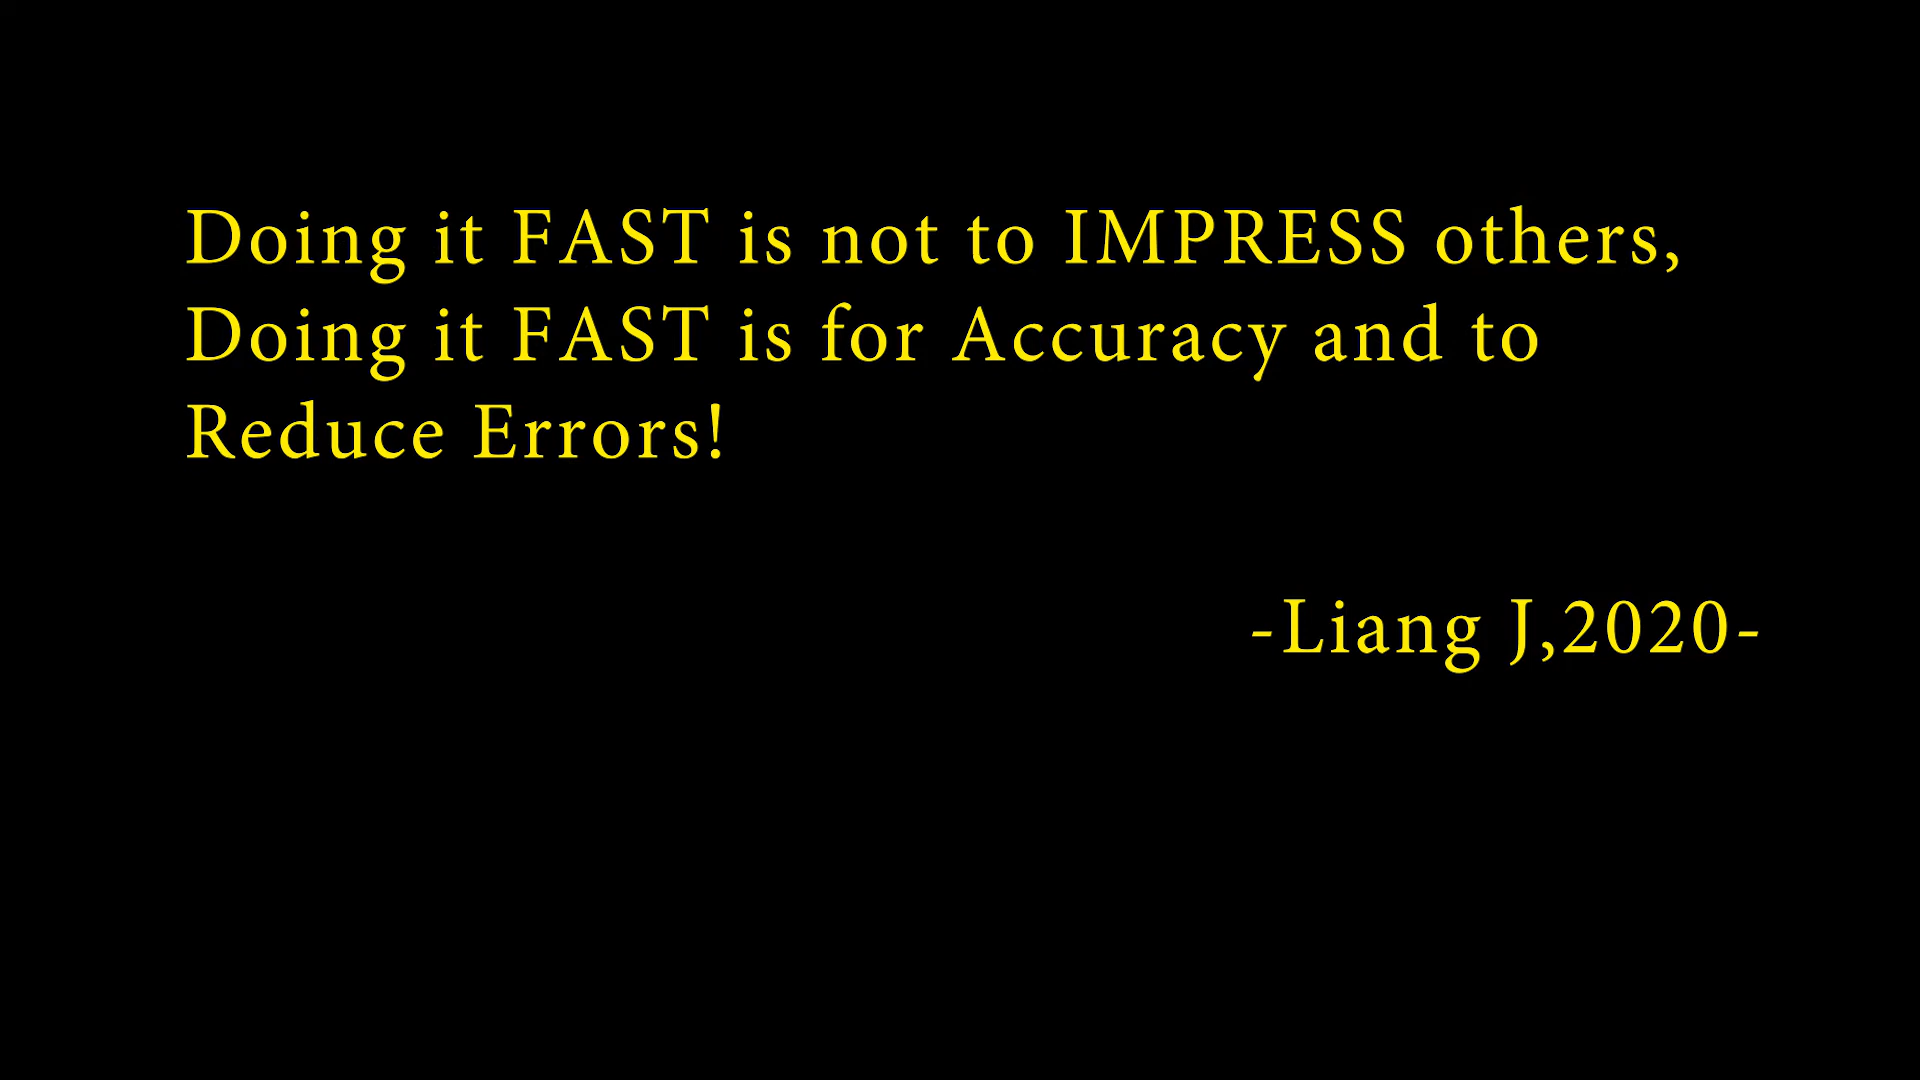 Doing it FAST is not to IMPRESS others,
Doing it FAST is for Accuracy and to
Reduce Errors!
-Liang J,2020-